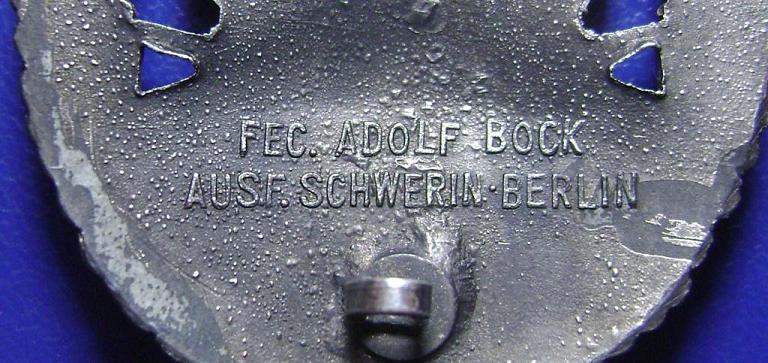 FEC. ADOLF BOCK
AUSF. SCHWERIN·BERLIN